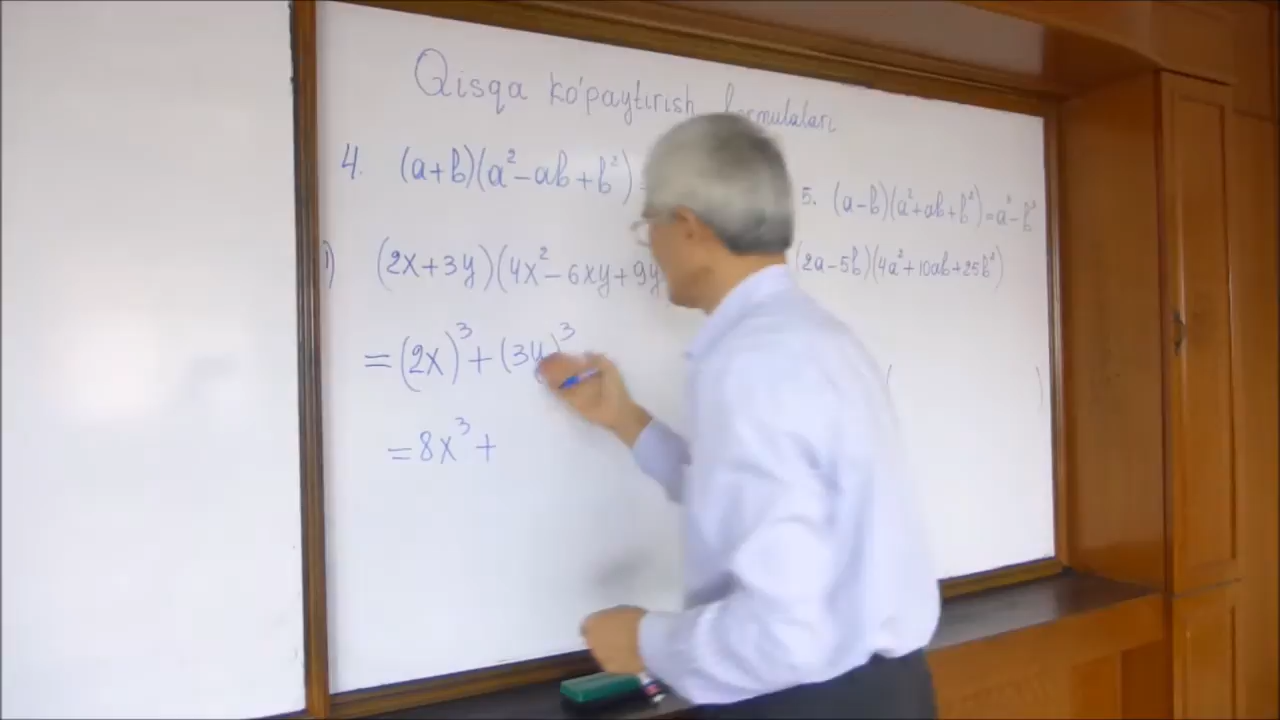 Qisqa ko'paytirish formulalari
4. (a+b)(a²-ab+b²)
1) (2x+3y)(4x²-6xy+9y
=(2x)³+(3y)³
=8x³+
5. (a-b)(a²+ab+b²)=a³-b³
(2a-5b)(4a²+10ab+25b²)
( )